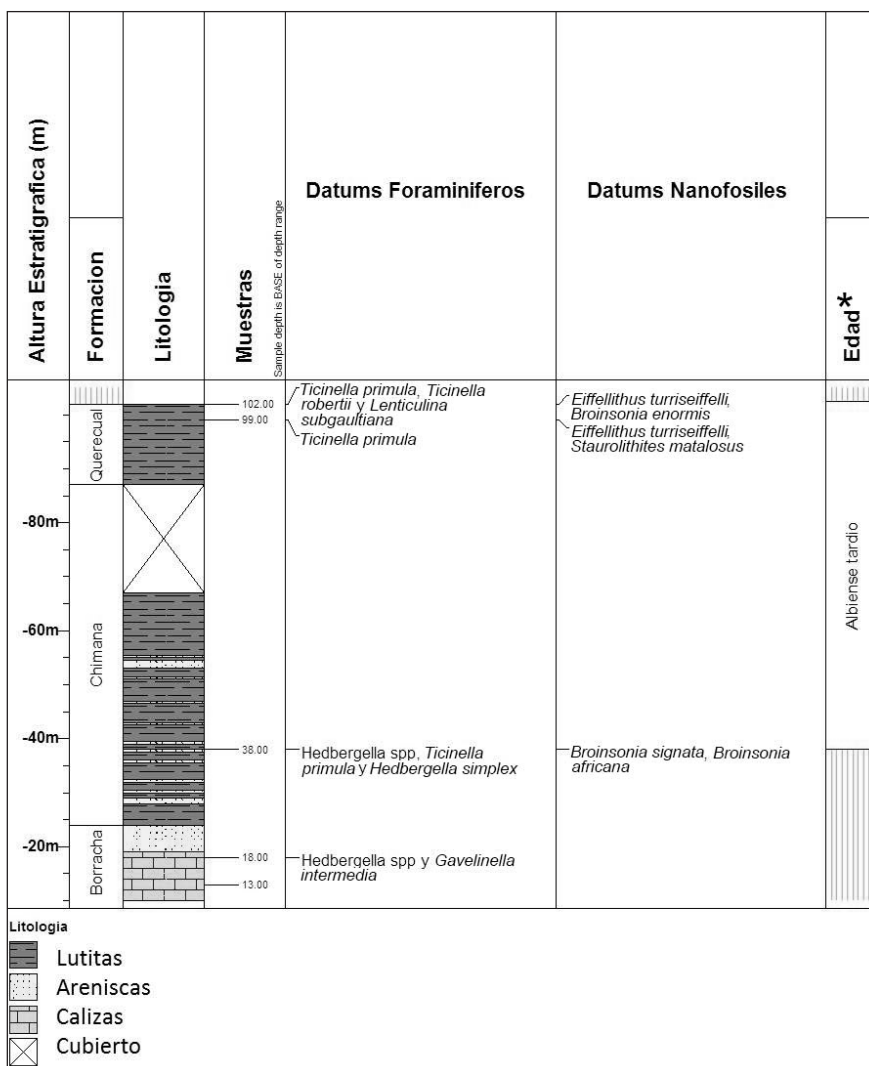 Altura Estratigrafica (m)
Formacion
Litologia
Muestras
Sample depth is BASE of depth range
Datums Foraminiferos
Datums Nanofosiles
Edad*
Querecual
102.00
99.00
Ticinella primula, Ticinella
robertii y Lenticulina
subgaultiana
Ticinella primula
Eiffellithus turriseiffelli,
Broinsonia enormis
Eiffellithus turriseiffelli,
Staurolithites matalosus
-80m
-60m
Chimana
Albiense tardio
-40m
38.00
Hedbergella spp, Ticinella
primula y Hedbergella simplex
Broinsonia signata, Broinsonia
africana
-20m
Borracha
18.00
13.00
Hedbergella spp y Gavelinella
intermedia
Litologia
Lutitas
Areniscas
Calizas
Cubierto